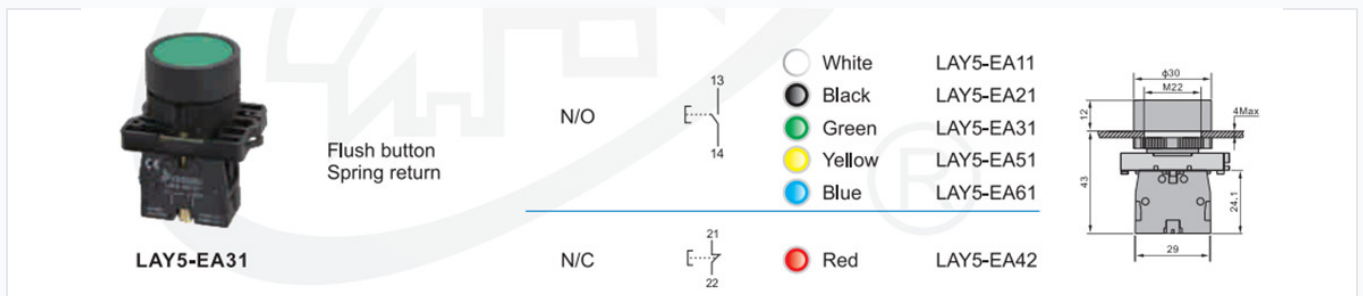 LAY5-EA31
Flush button
Spring return
N/O
13
14
White LAY5-EA11
Black LAY5-EA21
Green LAY5-EA31
Yellow LAY5-EA51
Blue LAY5-EA61
N/C
21
22
Red LAY5-EA42
ϕ30
M22
12
4Max
43
24.1
29
®
CE